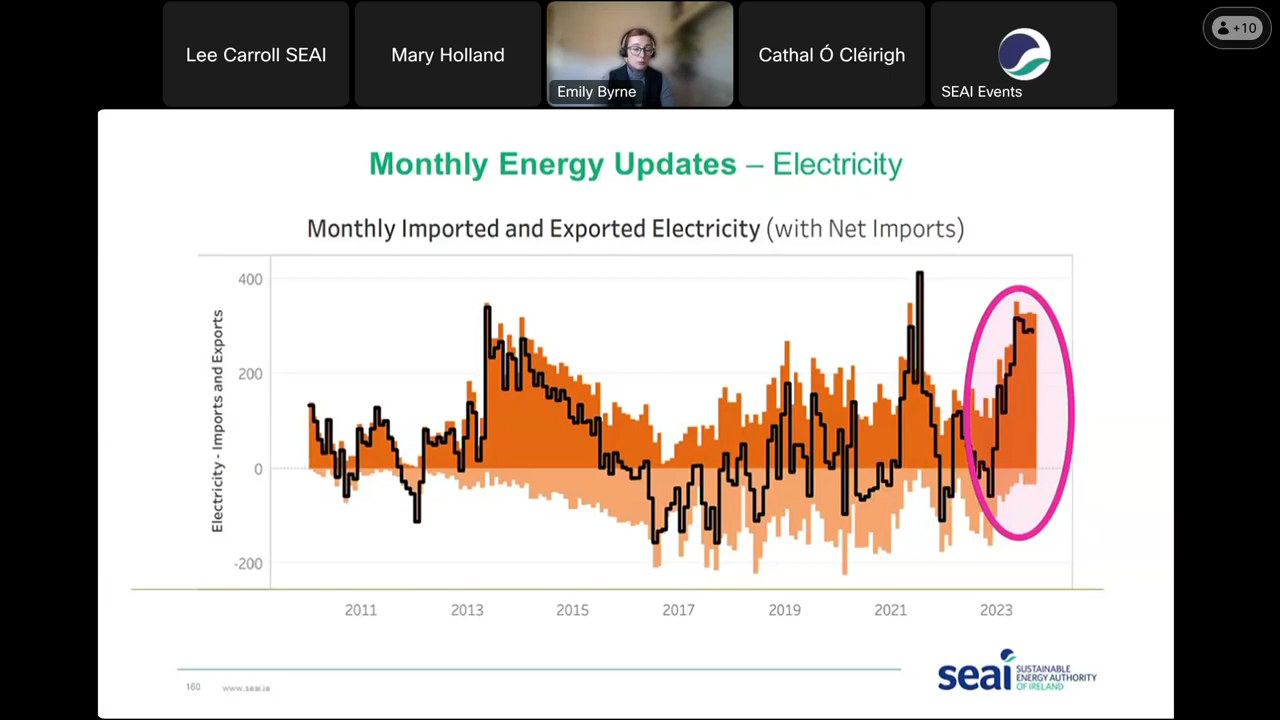 Lee Carroll SEAI
Mary Holland
Emily Byrne
Cathal Ó Cléirigh
SEAI Events
+10
Monthly Energy Updates – Electricity
Monthly Imported and Exported Electricity (with Net Imports)
Electricity - Imports and Exports
400
200
0
-200
2011
2013
2015
2017
2019
2021
2023
160
www.seai.ie
seai
SUSTAINABLE
ENERGY AUTHORITY
OF IRELAND